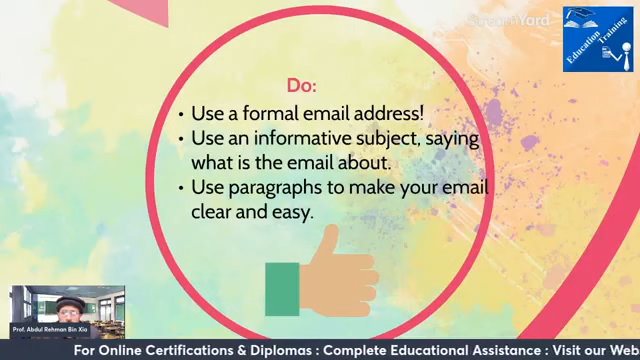 StreamYard
Education
Training
Do:
• Use a formal email address!
• Use an informative subject, saying
what is the email about.
• Use paragraphs to make your email
clear and easy.
Prof. Abdul Rehman Bin Xio
For Online Certifications & Diplomas : Complete Educational Assistance : Visit our Web